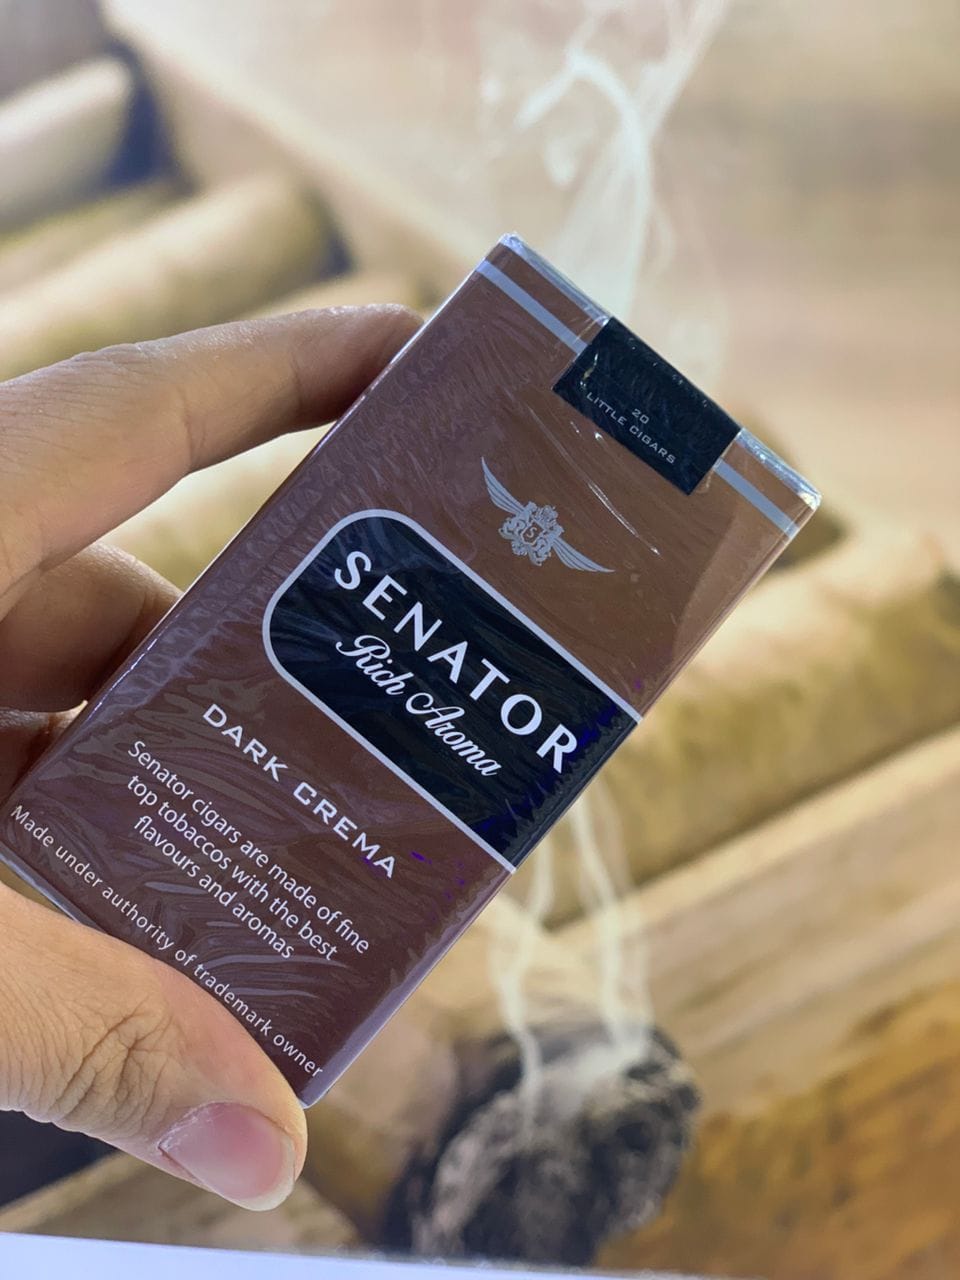 20
LITTLE CIGARS
S
SENATOR
Rich Aroma
DARK CREMA
Senator cigars are made of fine
top tobaccos with the best
flavours and aromas
Made under authority of trademark owner